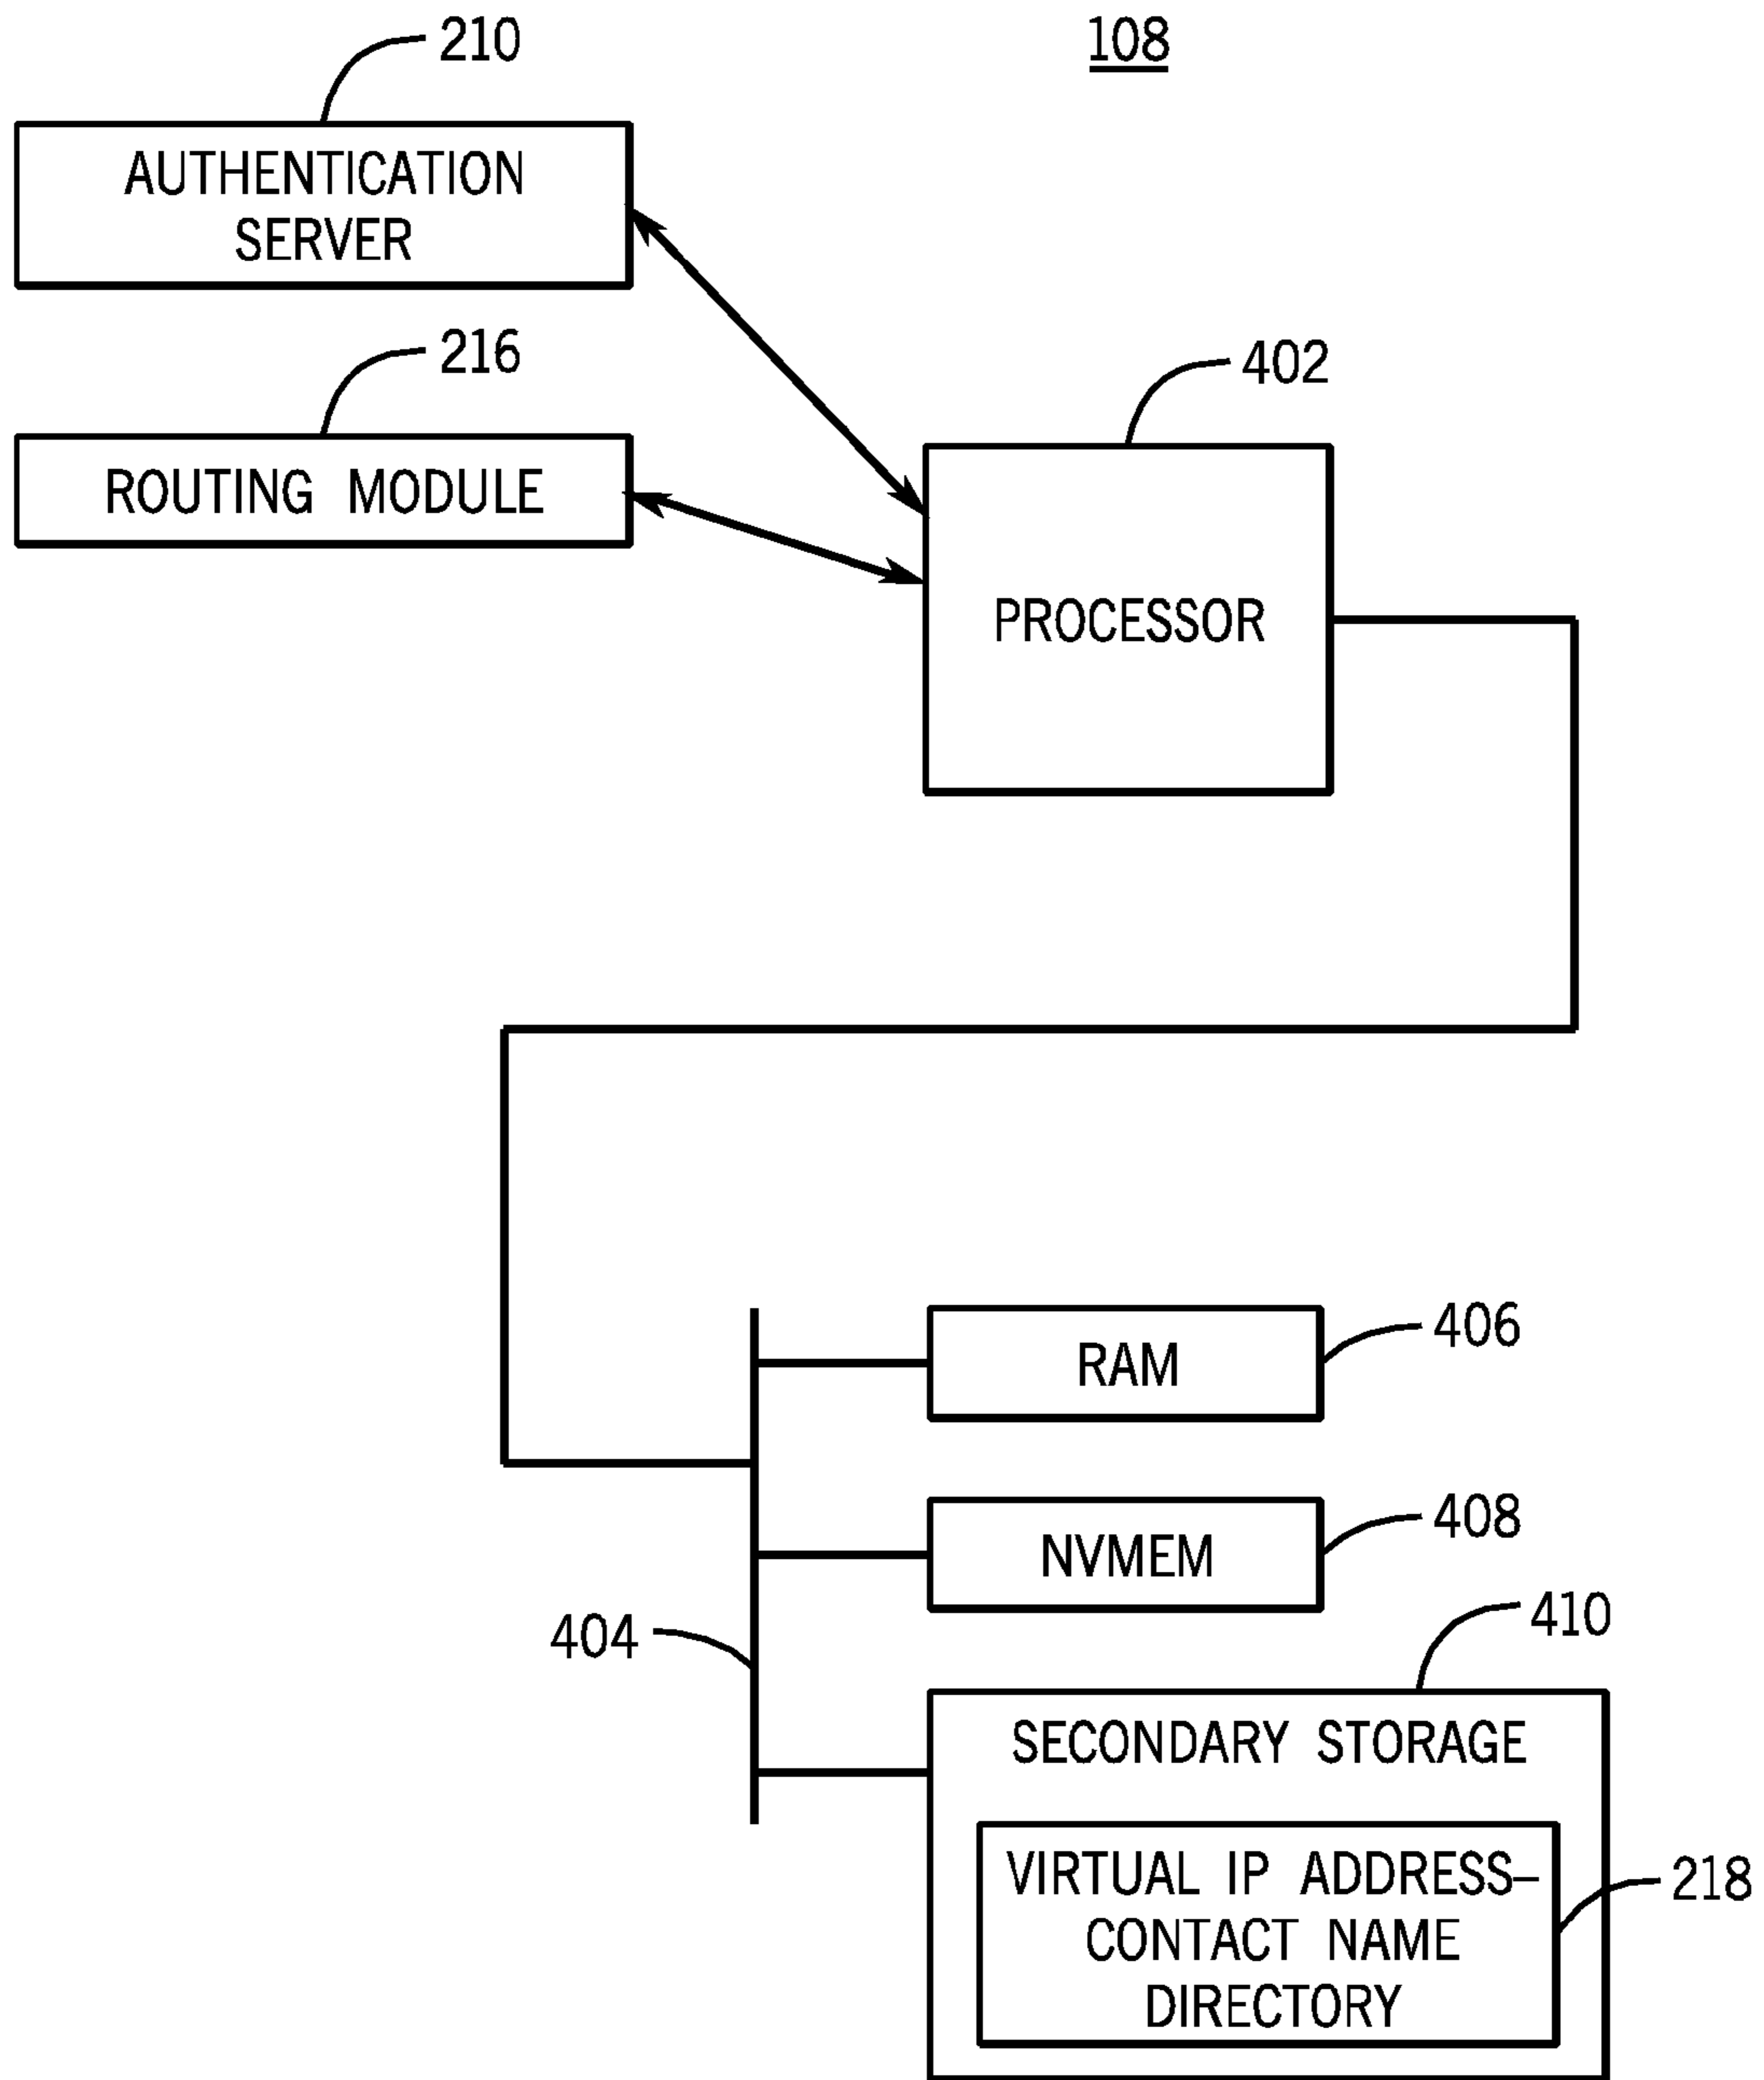 210
108
AUTHENTICATION
SERVER
216
402
ROUTING MODULE
PROCESSOR
406
RAM
408
NVMEM
410
404
SECONDARY STORAGE
VIRTUAL IP ADDRESS–
218
CONTACT NAME
DIRECTORY